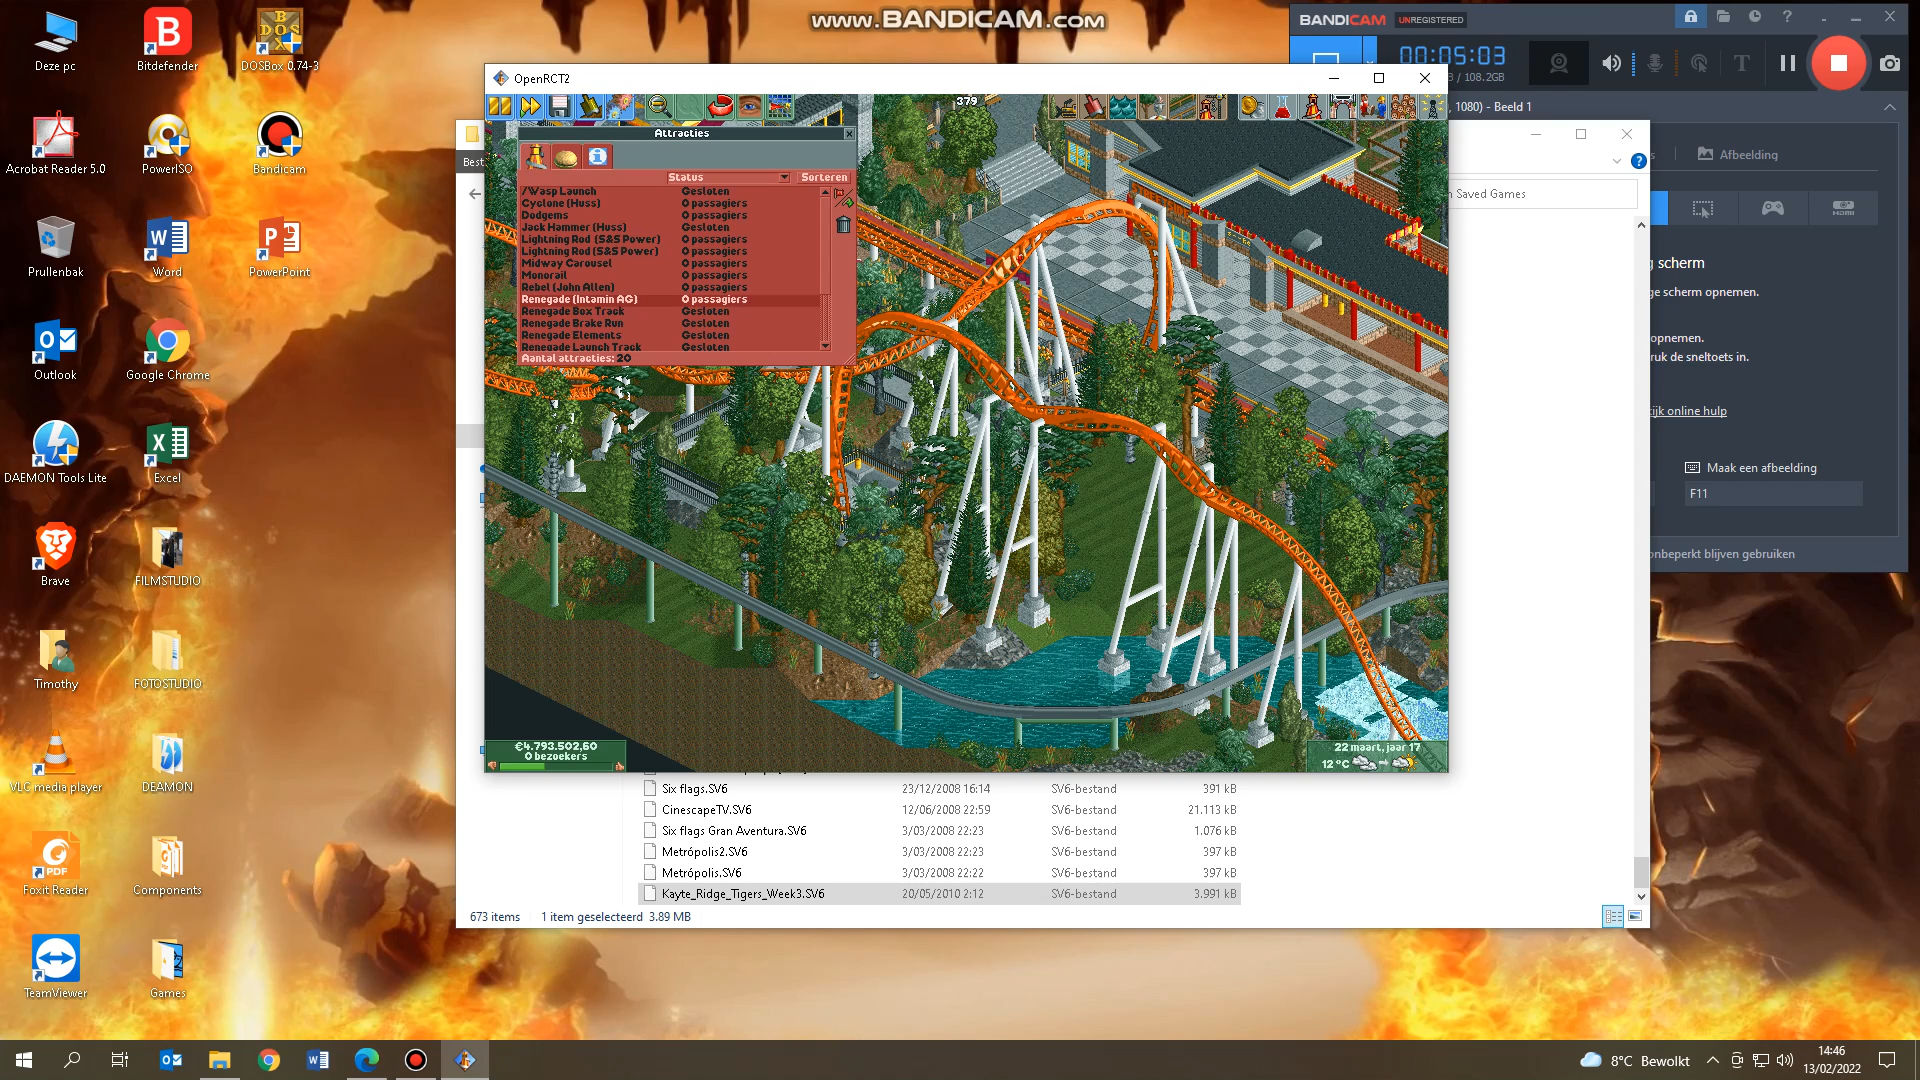 www.BANDICAM.com
BANDICAM UNREGISTERED
00:05:03
/ 108.2GB
, 1080) - Beeld 1
Afbeelding
n Saved Games
scherm
ge scherm opnemen.
opnemen.
ruk de sneltoets in.
ijk online hulp
Maak een afbeelding
F11
onbeperkt blijven gebruiken
Deze pc
Bitdefender
DOSBox 0.74-3
Acrobat Reader 5.0
PowerISO
Bandicam
Prullenbak
Word
PowerPoint
Outlook
Google Chrome
DAEMON Tools Lite
Excel
Brave
FILMSTUDIO
Timothy
FOTOSTUDIO
VLC media player
DEAMON
Foxit Reader
Components
TeamViewer
Games
Best
OpenRCT2
379
Attracties
Status
Sorteren
/Wasp Launch Gesloten
Cyclone (Huss) 0 passagiers
Dodgems 0 passagiers
Jack Hammer (Huss) Gesloten
Lightning Rod (S&S Power) 0 passagiers
Lightning Rod (S&S Power) 0 passagiers
Midway Carousel 0 passagiers
Monorail 0 passagiers
Rebel (John Allen) 0 passagiers
Renegade (Intamin AG) 0 passagiers
Renegade Box Track Gesloten
Renegade Brake Run Gesloten
Renegade Elements Gesloten
Renegade Launch Track Gesloten
Aantal attracties: 20
€4.793.502,60
0 bezoekers
22 maart, jaar 17
12 °C
Six flags.SV6 23/12/2008 16:14 SV6-bestand 391 kB
CinescapeTV.SV6 12/06/2008 22:59 SV6-bestand 21.113 kB
Six flags Gran Aventura.SV6 3/03/2008 22:23 SV6-bestand 1.076 kB
Metrópolis2.SV6 3/03/2008 22:23 SV6-bestand 397 kB
Metrópolis.SV6 3/03/2008 22:22 SV6-bestand 397 kB
Kayte_Ridge_Tigers_Week3.SV6 20/05/2010 2:12 SV6-bestand 3.991 kB
673 items 1 item geselecteerd 3.89 MB
8°C Bewolkt
14:46
13/02/2022